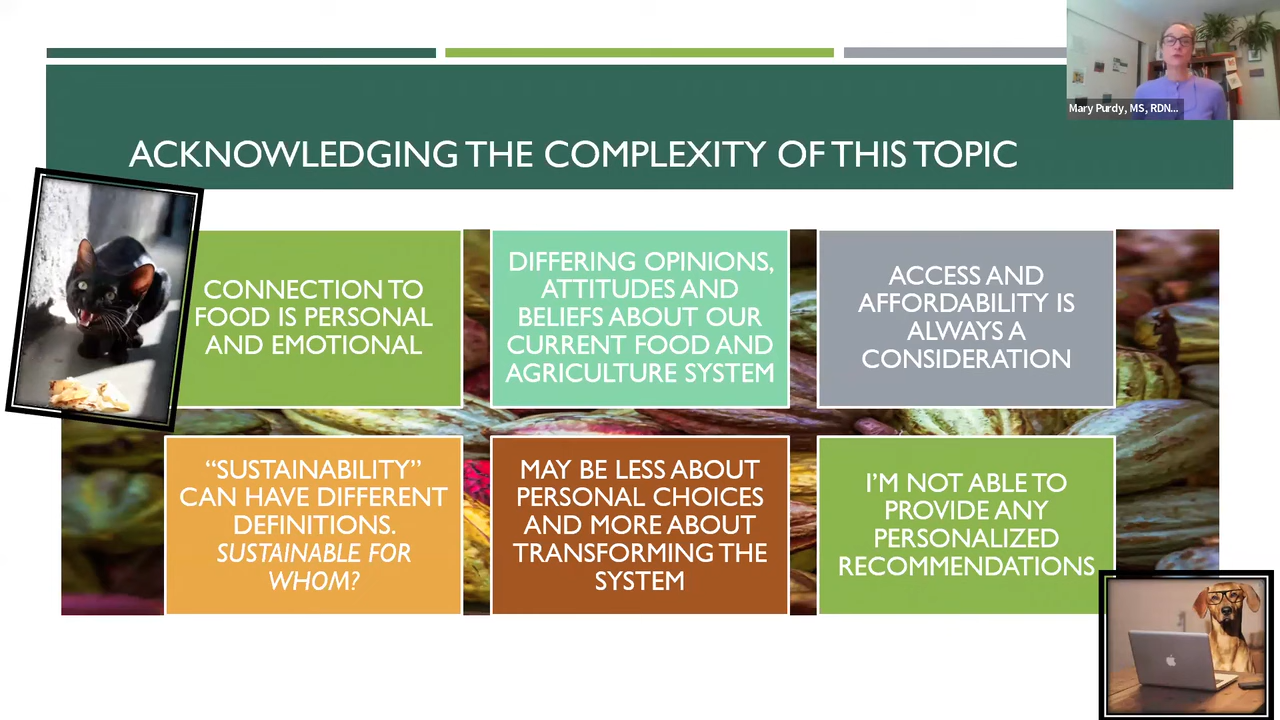 Mary Purdy, MS, RDN...
ACKNOWLEDGING THE COMPLEXITY OF THIS TOPIC
CONNECTION TO
FOOD IS PERSONAL
AND EMOTIONAL
DIFFERING OPINIONS,
ATTITUDES AND
BELIEFS ABOUT OUR
CURRENT FOOD AND
AGRICULTURE SYSTEM
ACCESS AND
AFFORDABILITY IS
ALWAYS A
CONSIDERATION
“SUSTAINABILITY”
CAN HAVE DIFFERENT
DEFINITIONS.
SUSTAINABLE FOR
WHOM?
MAY BE LESS ABOUT
PERSONAL CHOICES
AND MORE ABOUT
TRANSFORMING THE
SYSTEM
I’M NOT ABLE TO
PROVIDE ANY
PERSONALIZED
RECOMMENDATIONS